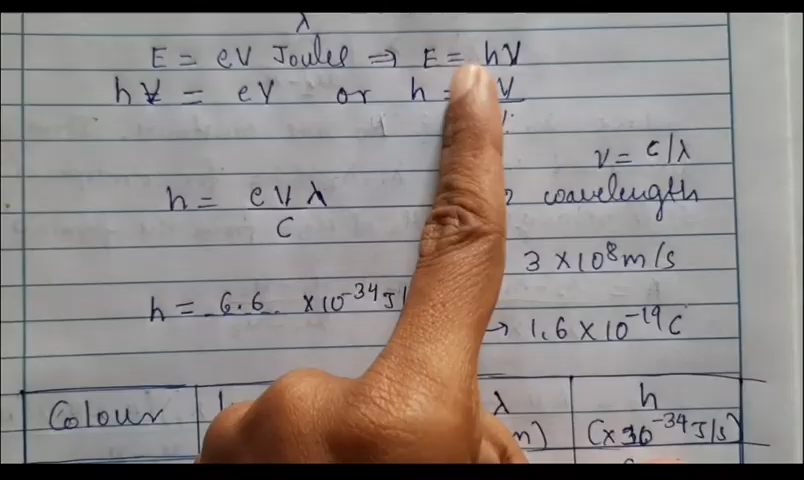 λ
E = eV Joules ⇒ E = hν
hν = eV or h = V
ν = c/λ
h = eVλ / C
wavelength
3 × 10⁸ m/s
h = 6.6 × 10⁻³⁴ J
→ 1.6 × 10⁻¹⁹ C
Colour λ h
m) (× 10⁻³⁴ J/s)